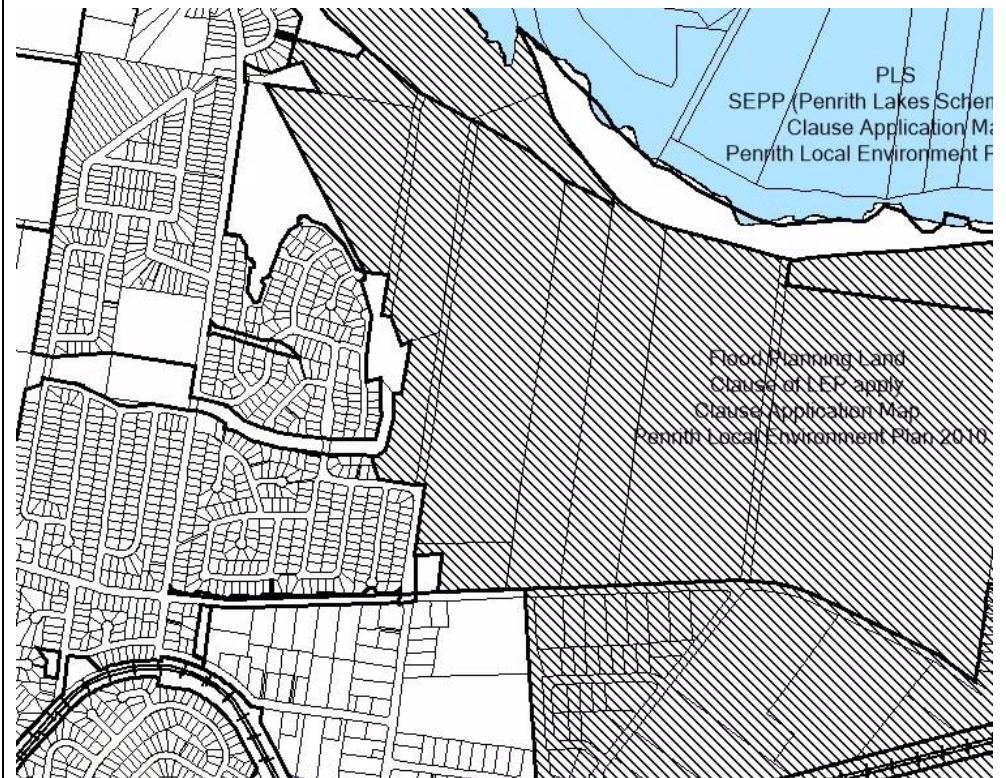 PLS
SEPP (Penrith Lakes Schem
Clause Application Ma
Penrith Local Environment P
Flood Planning Land
Clause of LEP apply
Clause Application Map
Penrith Local Environment Plan 2010